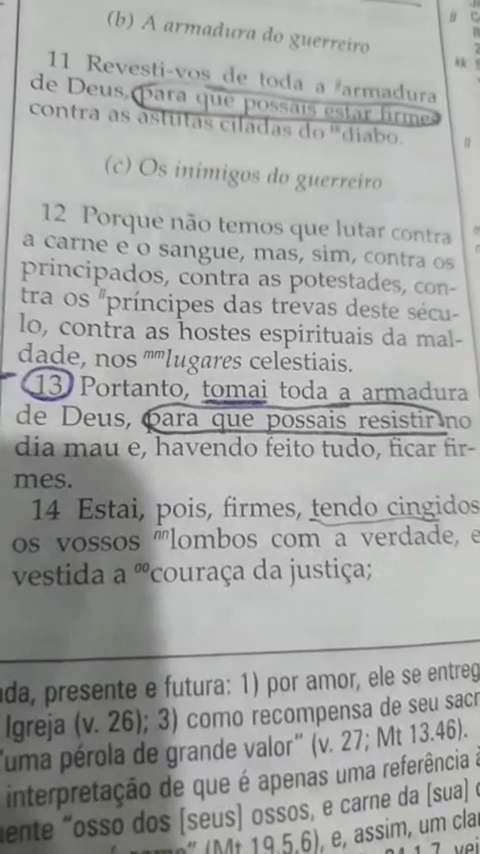 (b) A armadura do guerreiro
11 Revesti-vos de toda a armadura
de Deus, para que possais estar firmes
contra as astutas ciladas do diabo.
(c) Os inimigos do guerreiro
12 Porque não temos que lutar contra
a carne e o sangue, mas, sim, contra os
principados, contra as potestades, con-
tra os llpríncipes das trevas deste sécu-
lo, contra as hostes espirituais da mal-
dade, nos mmlugares celestiais.
13 Portanto, tomai toda a armadura
de Deus, para que possais resistir no
dia mau e, havendo feito tudo, ficar fir-
mes.
14 Estai, pois, firmes, tendo cingidos
os vossos nnlombos com a verdade, e
vestida a oocouraça da justiça;
nda, presente e futura: 1) por amor, ele se entreg
Igreja (v. 26); 3) como recompensa de seu sacr
"uma pérola de grande valor" (v. 27; Mt 13.46).
interpretação de que é apenas uma referência
mente "osso dos [seus] ossos, e carne da [sua]
(Mt 19.5,6), e, assim, um